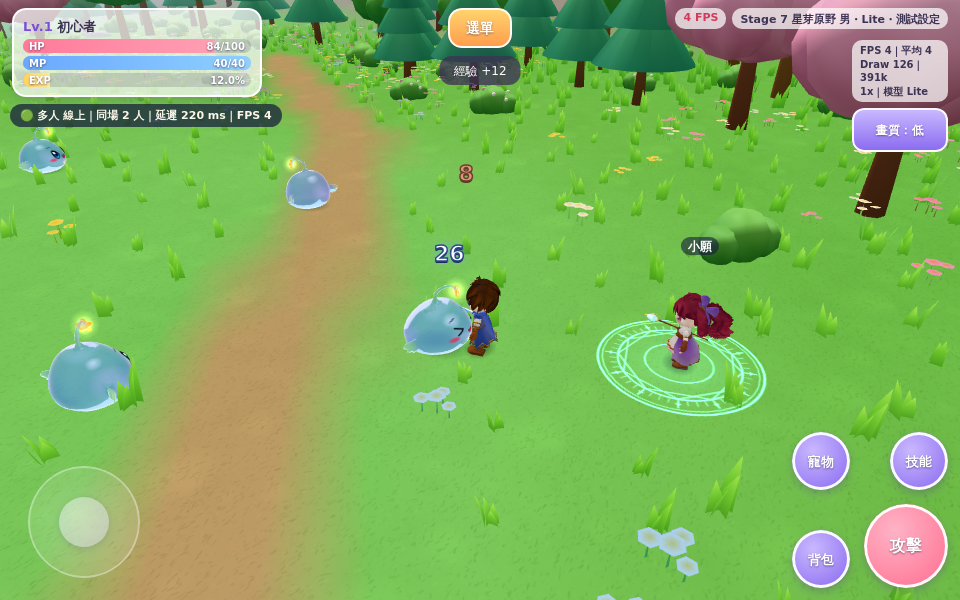 Lv.1 初心者
HP 84/100
MP 40/40
EXP 12.0%
多人 線上 | 同場 2 人 | 延遲 220 ms | FPS 4
選單
經驗 +12
4 FPS
Stage 7 星芽原野 男・Lite・測試設定
FPS 4 | 平均 4
Draw 126 |
391k
1x | 模型 Lite
畫質：低
8
26
小願
寵物
技能
背包
攻擊